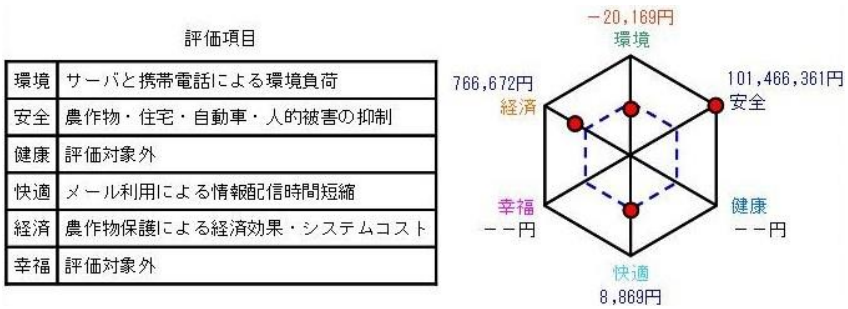 評価項目
環境 サーバと携帯電話による環境負荷
安全 農作物・住宅・自動車・人的被害の抑制
健康 評価対象外
快適 メール利用による情報配信時間短縮
経済 農作物保護による経済効果・システムコスト
幸福 評価対象外
－20,169円
環境
766,672円
経済
101,466,361円
安全
幸福
－－円
健康
－－円
快適
8,869円